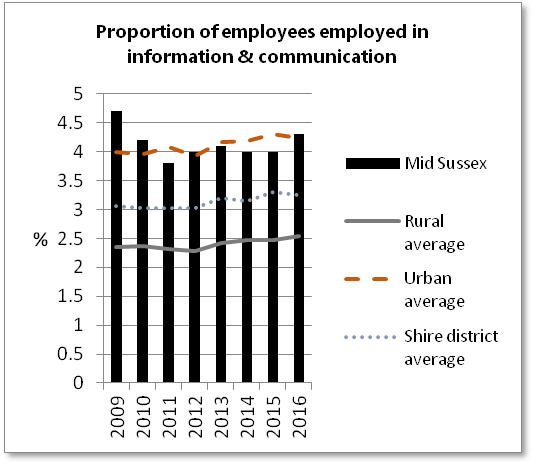 Proportion of employees employed in
information & communication
5
4.5
4
3.5
3
2.5
2
1.5
1
0.5
0
%
2009
2010
2011
2012
2013
2014
2015
2016
Mid Sussex
Rural
average
Urban
average
Shire district
average